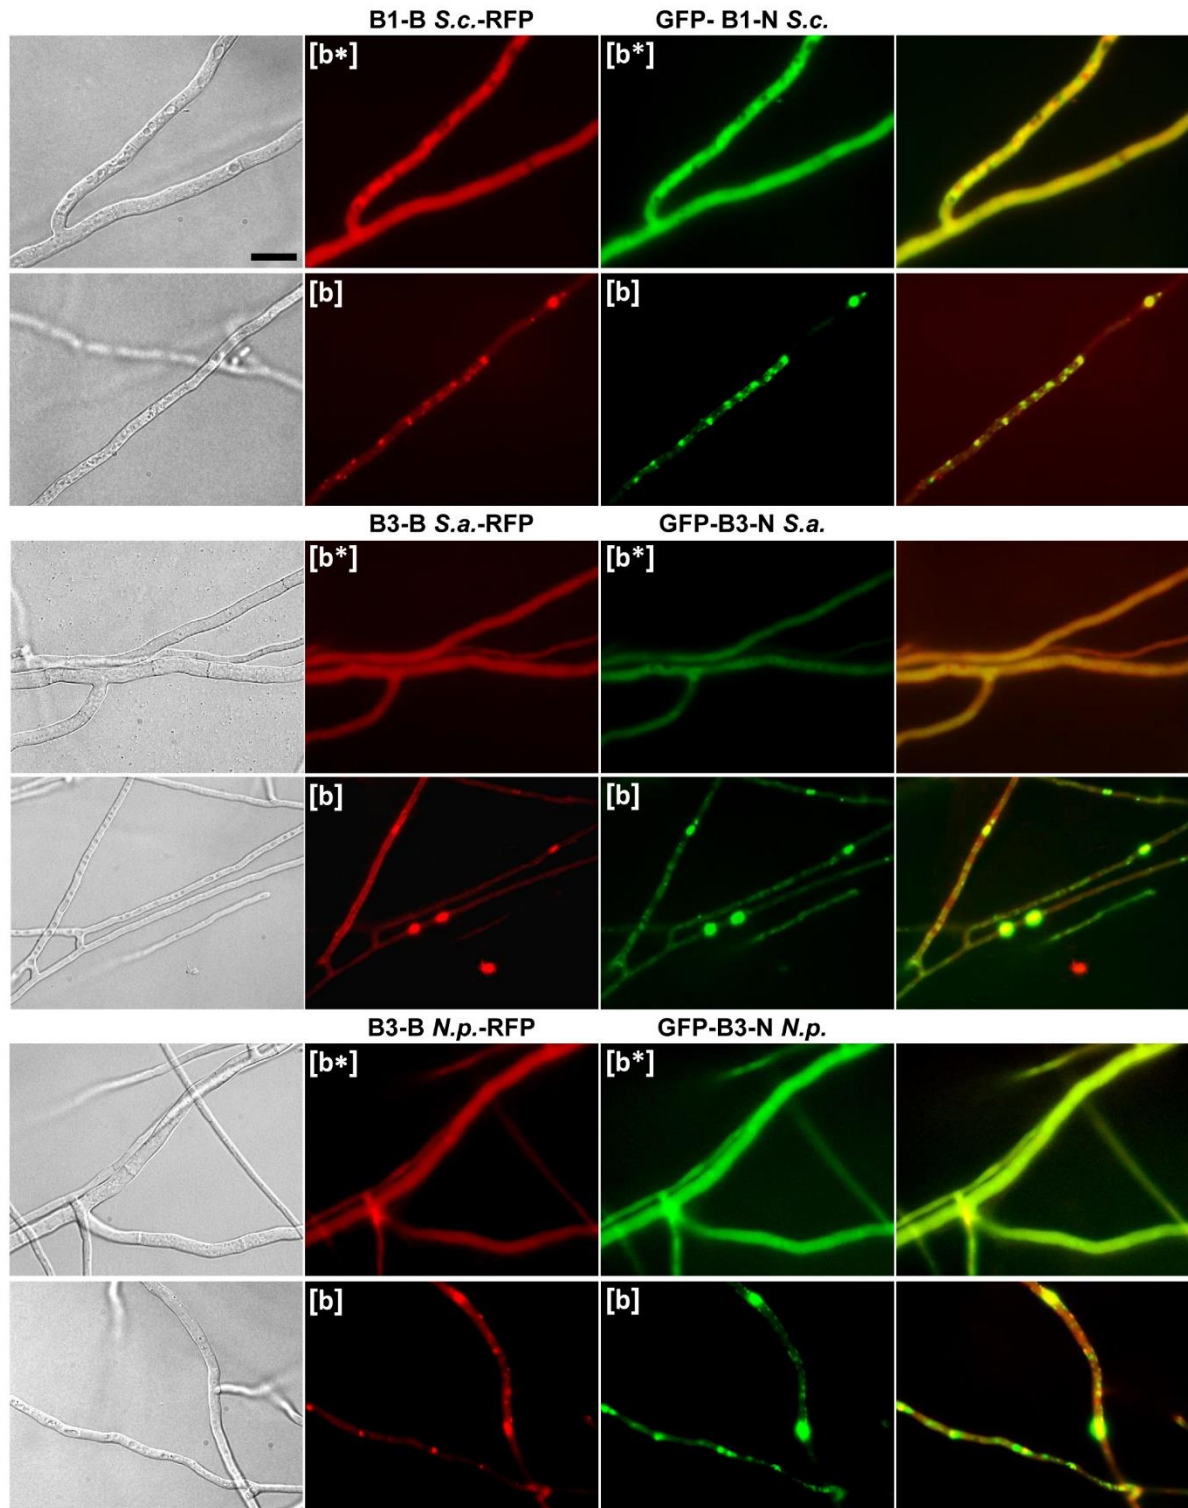 B1-B S.c.-RFP GFP- B1-N S.c.
[b*] [b*]
[b] [b]
B3-B S.a.-RFP GFP-B3-N S.a.
[b*] [b*]
[b] [b]
B3-B N.p.-RFP GFP-B3-N N.p.
[b*] [b*]
[b] [b]